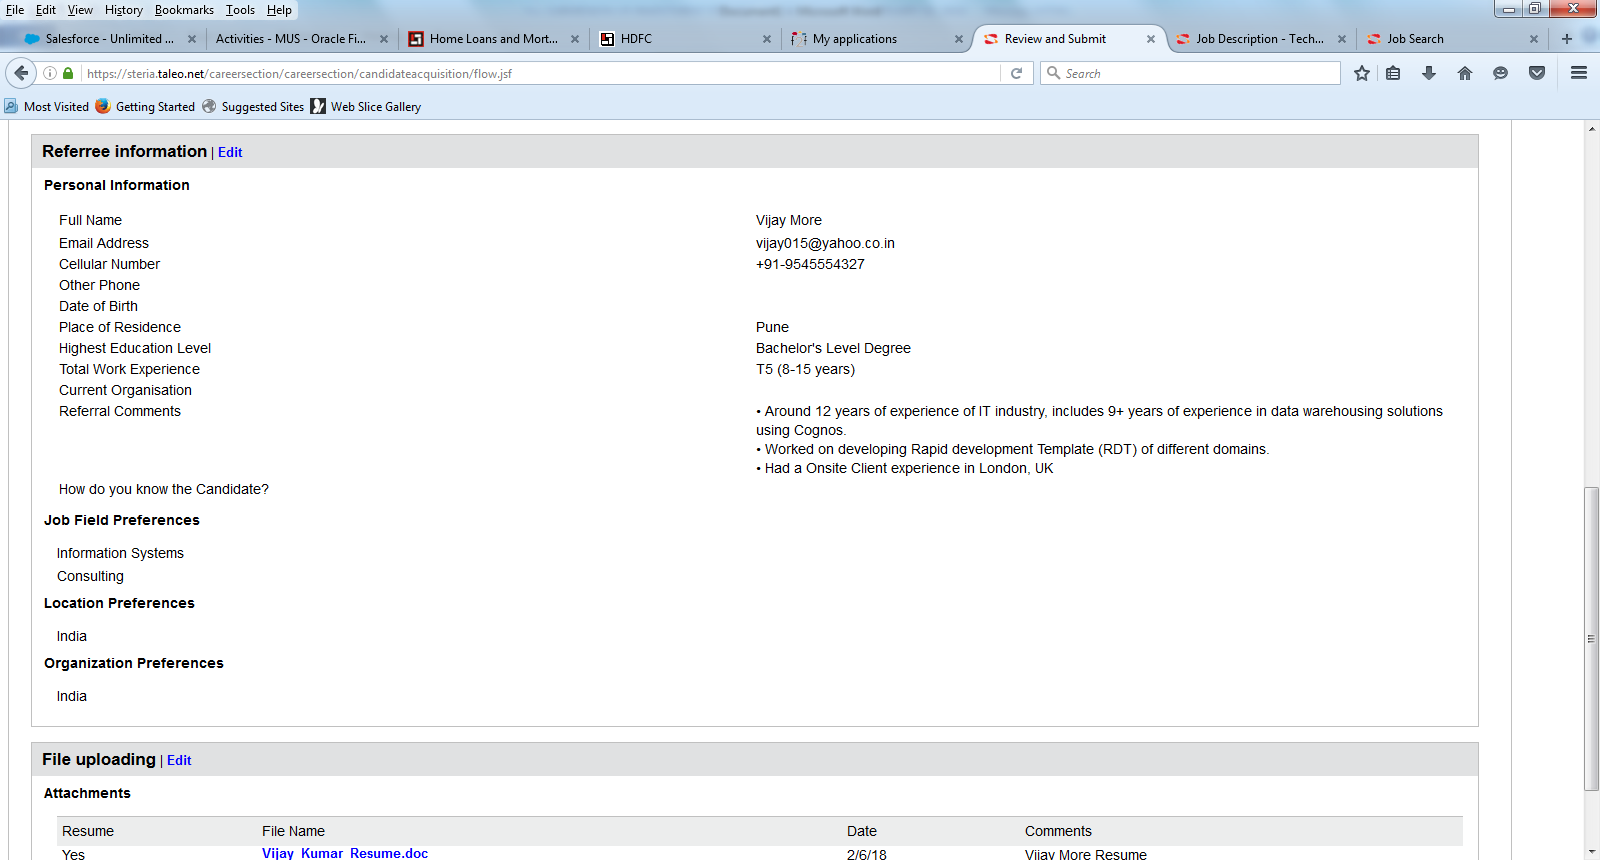 File Edit View History Bookmarks Tools Help
Salesforce - Unlimited ... Activities - MUS - Oracle Fi... Home Loans and Mort... HDFC My applications Review and Submit Job Description - Tech... Job Search
https://steria.taleo.net/careersection/careersection/candidateacquisition/flow.jsf Search
Most Visited Getting Started Suggested Sites Web Slice Gallery
Referree information | Edit
Personal Information
Full Name Vijay More
Email Address vijay015@yahoo.co.in
Cellular Number +91-9545554327
Other Phone
Date of Birth
Place of Residence Pune
Highest Education Level Bachelor's Level Degree
Total Work Experience T5 (8-15 years)
Current Organisation
Referral Comments • Around 12 years of experience of IT industry, includes 9+ years of experience in data warehousing solutions
using Cognos.
• Worked on developing Rapid development Template (RDT) of different domains.
• Had a Onsite Client experience in London, UK
How do you know the Candidate?
Job Field Preferences
Information Systems
Consulting
Location Preferences
India
Organization Preferences
India
File uploading | Edit
Attachments
Resume File Name Date Comments
Yes Vijay_Kumar_Resume.doc 2/6/18 Vijay More Resume